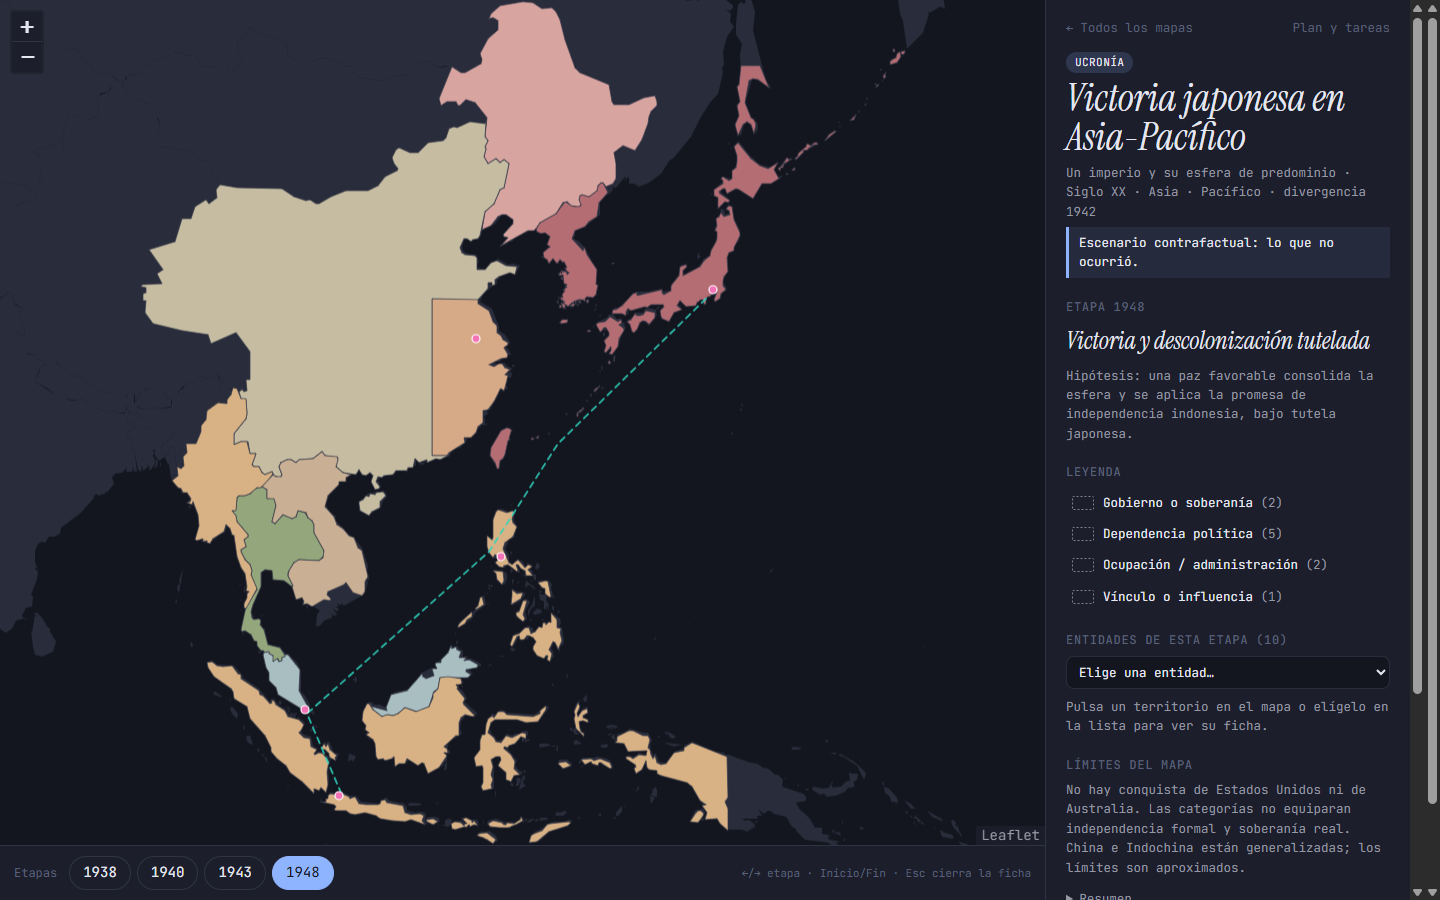 +
−
Leaflet
Etapas 1938 1940 1943 1948
←/→ etapa · Inicio/Fin · Esc cierra la ficha
← Todos los mapas
Plan y tareas
UCRONÍA
Victoria japonesa en
Asia-Pacífico
Un imperio y su esfera de predominio ·
Siglo XX · Asia · Pacífico · divergencia
1942
Escenario contrafactual: lo que no
ocurrió.
ETAPA 1948
Victoria y descolonización tutelada
Hipótesis: una paz favorable consolida la
esfera y se aplica la promesa de
independencia indonesia, bajo tutela
japonesa.
LEYENDA
Gobierno o soberanía (2)
Dependencia política (5)
Ocupación / administración (2)
Vínculo o influencia (1)
ENTIDADES DE ESTA ETAPA (10)
Elige una entidad…
Pulsa un territorio en el mapa o elígelo en
la lista para ver su ficha.
LÍMITES DEL MAPA
No hay conquista de Estados Unidos ni de
Australia. Las categorías no equiparan
independencia formal y soberanía real.
China e Indochina están generalizadas; los
límites son aproximados.
▶ Resumen